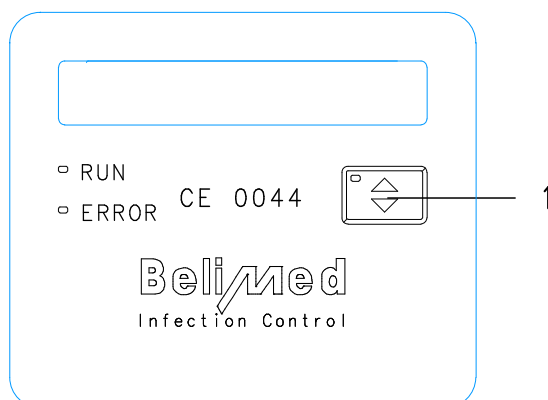 RUN
ERROR
CE 0044
1
BeliMed
Infection Control